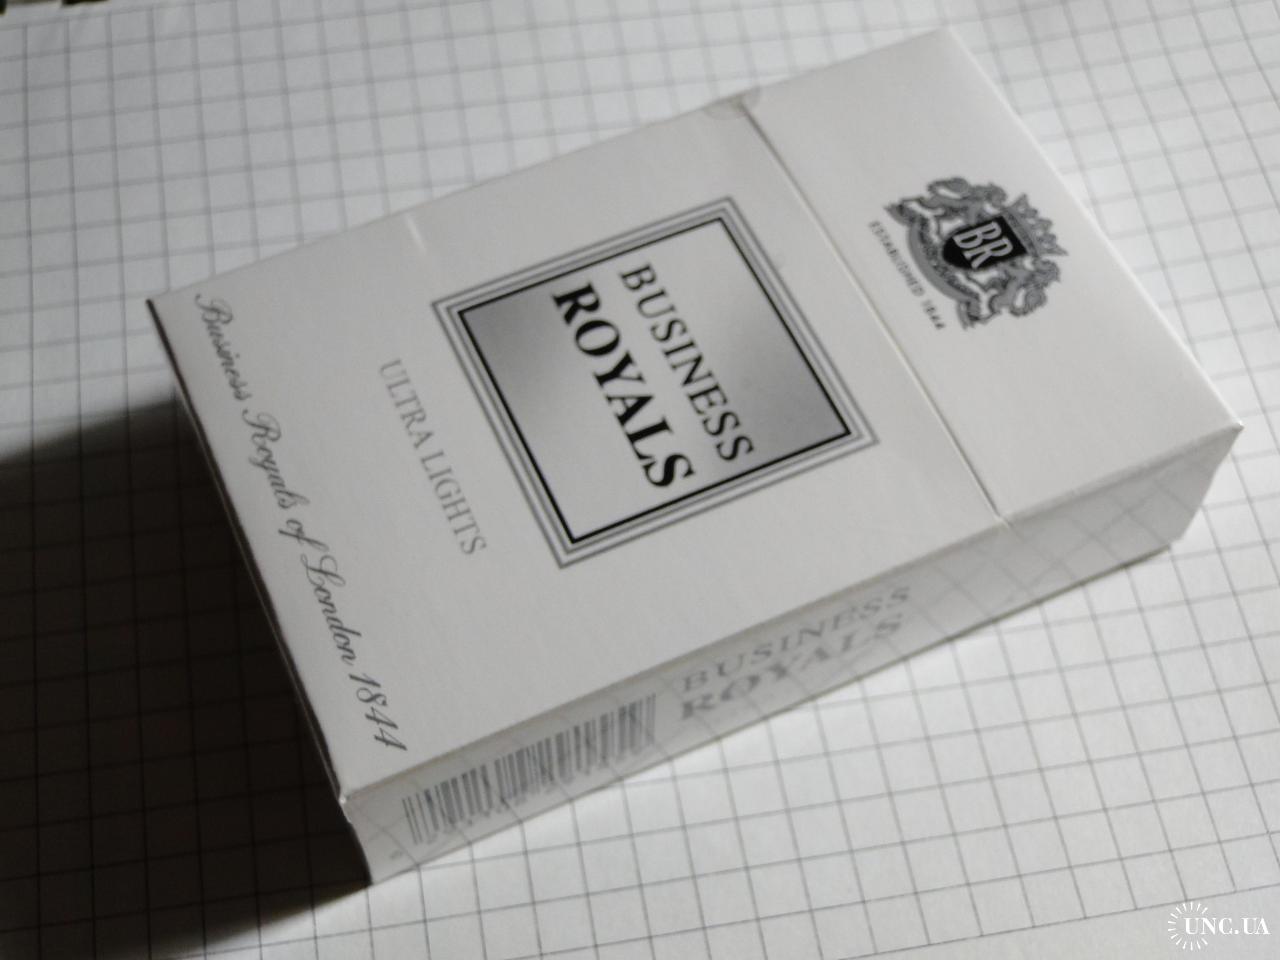 BR
ESTABLISHED 1844
BUSINESS
ROYALS
ULTRA LIGHTS
Business Royals of London 1844
BUSINESS
ROYALS
UNC.UA